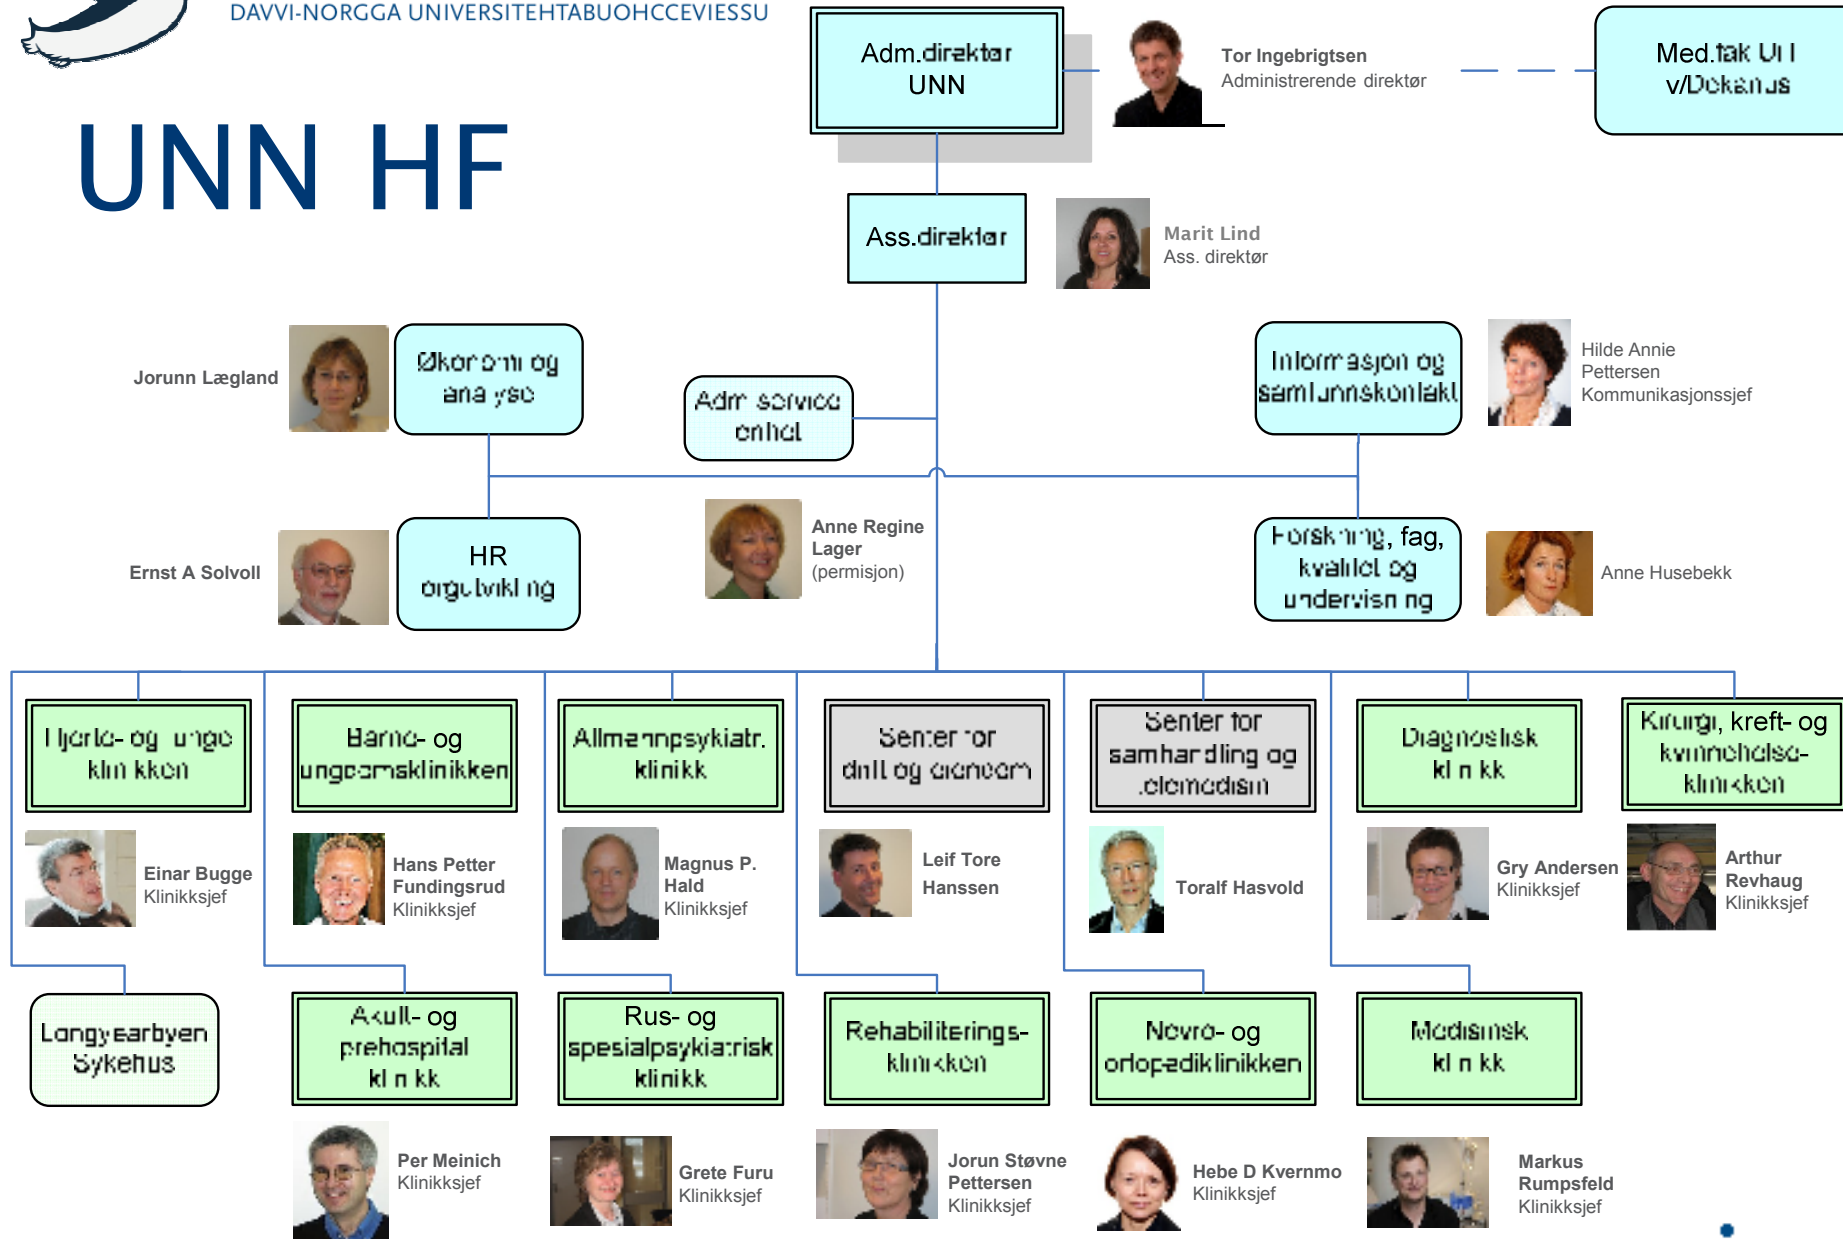 DAVVI-NORGGA UNIVERSITEHTABUOHCCEVIESSU
UNN HF
Adm.direktør
UNN
Tor Ingebrigtsen
Administrerende direktør
Med.fak UiT
v/Dekanus
Ass.direktør
Marit Lind
Ass. direktør
Jorunn Lægland
Økonomi og
analyse
Adm service
enhet
Informasjon og
samfunnskontakt
Hilde Annie
Pettersen
Kommunikasjonssjef
Ernst A Solvoll
HR
orgutvikling
Anne Regine
Lager
(permisjon)
Forskning, fag,
kvalitet og
undervisning
Anne Husebekk
Hjerte- og lunge
klinikken
Barne- og
ungdomsklinikken
Allmennpsykiatr.
klinikk
Senter for
drift og eiendom
Senter for
samhandling og
telemedisin
Diagnostisk
klinikk
Kirurgi, kreft- og
kvinnehelse-
klinikken
Einar Bugge
Klinikksjef
Hans Petter
Fundingsrud
Klinikksjef
Magnus P.
Hald
Klinikksjef
Leif Tore
Hanssen
Toralf Hasvold
Gry Andersen
Klinikksjef
Arthur
Revhaug
Klinikksjef
Longyearbyen
Sykehus
Akutt- og
prehospital
klinikk
Rus- og
spesialpsykiatrisk
klinikk
Rehabiliterings-
klinikken
Nevro- og
ortopediklinikken
Medisinsk
klinikk
Per Meinich
Klinikksjef
Grete Furu
Klinikksjef
Jorun Støvne
Pettersen
Klinikksjef
Hebe D Kvernmo
Klinikksjef
Markus
Rumpsfeld
Klinikksjef